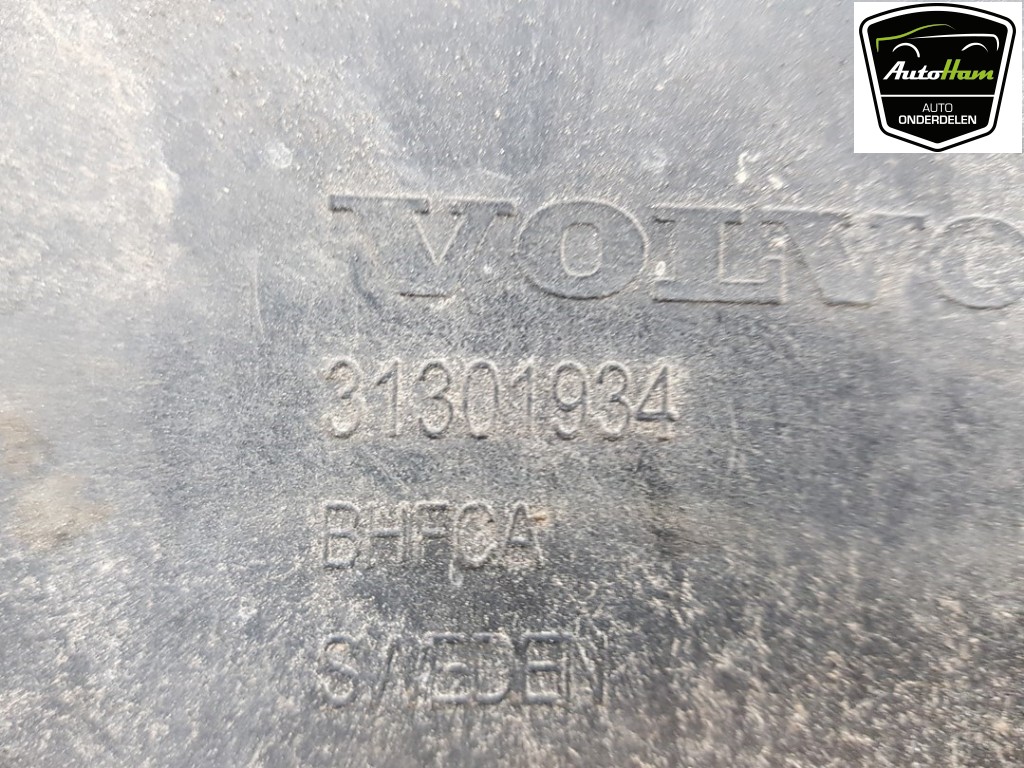 AutoHam
AUTO
ONDERDELEN
VOLVO
31301934
BHFCA
SWEDEN